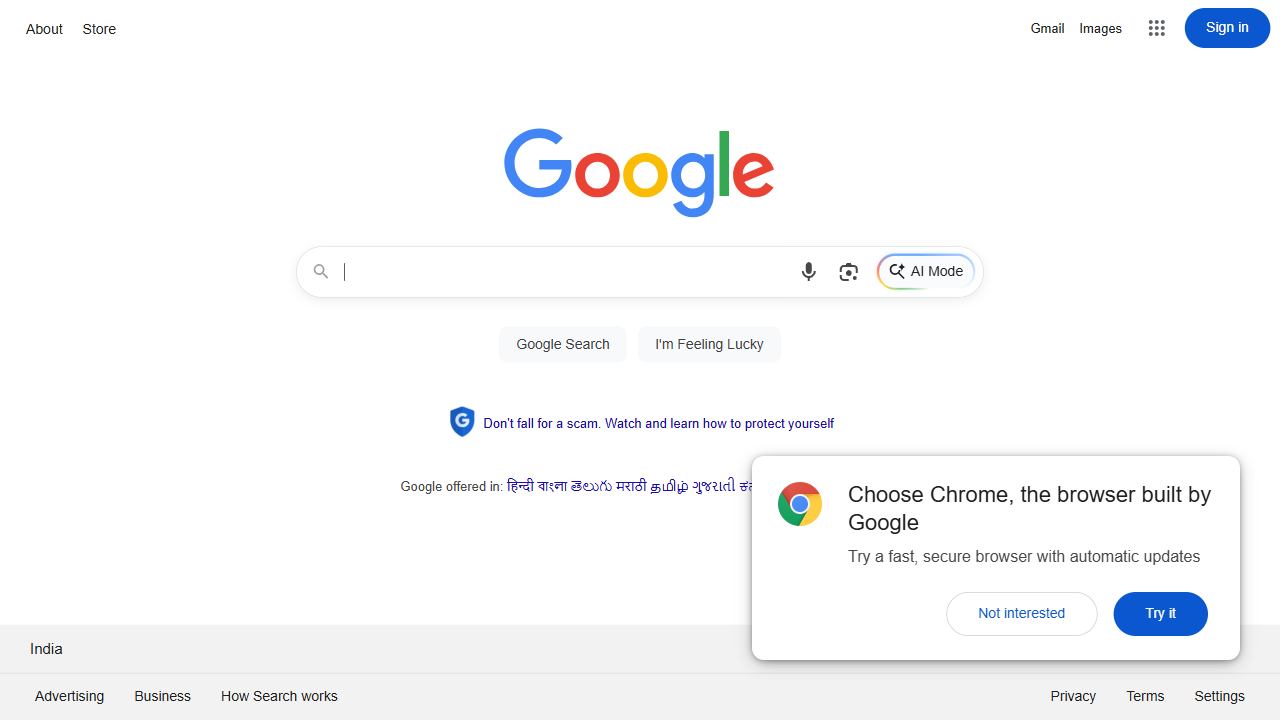 About Store
Gmail Images Sign in
Google
AI Mode
Google Search I'm Feeling Lucky
Don't fall for a scam. Watch and learn how to protect yourself
Google offered in: हिन्दी বাংলা తెలుగు मराठी தமிழ் ગુજરાતી
Choose Chrome, the browser built by
Google
Try a fast, secure browser with automatic updates
Not interested Try it
India
Advertising Business How Search works
Privacy Terms Settings